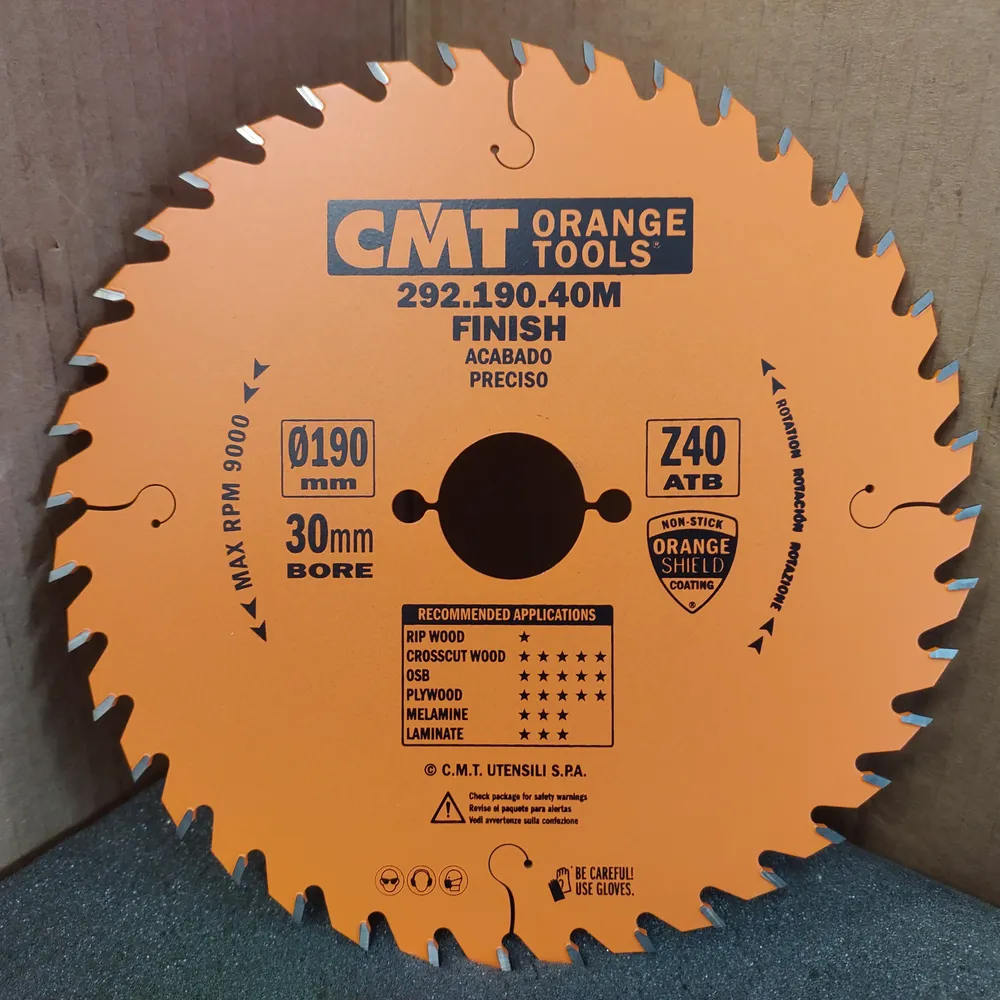 CMT ORANGE TOOLS®
292.190.40M
FINISH
ACABADO
PRECISO
MAX RPM 9000
Ø190
mm
30mm
BORE
Z40
ATB
NON-STICK
ORANGE
SHIELD
COATING
®
ROTATION ROTACIÓN ROTAZIONE
RECOMMENDED APPLICATIONS
RIP WOOD ★
CROSSCUT WOOD ★ ★ ★ ★ ★
OSB ★ ★ ★ ★ ★
PLYWOOD ★ ★ ★ ★ ★
MELAMINE ★ ★ ★
LAMINATE ★ ★ ★
© C.M.T. UTENSILI S.P.A.
Check package for safety warnings
Revise el paquete para alertas
Vedi avvertenze sulla confezione
BE CAREFUL!
USE GLOVES.